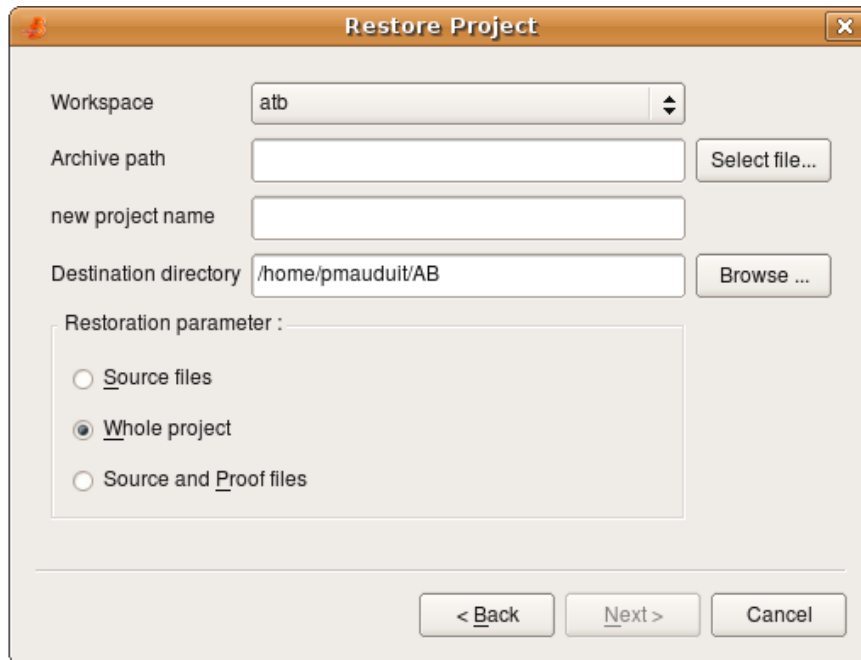 Restore Project
Workspace atb
Archive path Select file...
new project name
Destination directory /home/pmauduit/AB Browse ...
Restoration parameter :
Source files
Whole project
Source and Proof files
< Back Next > Cancel